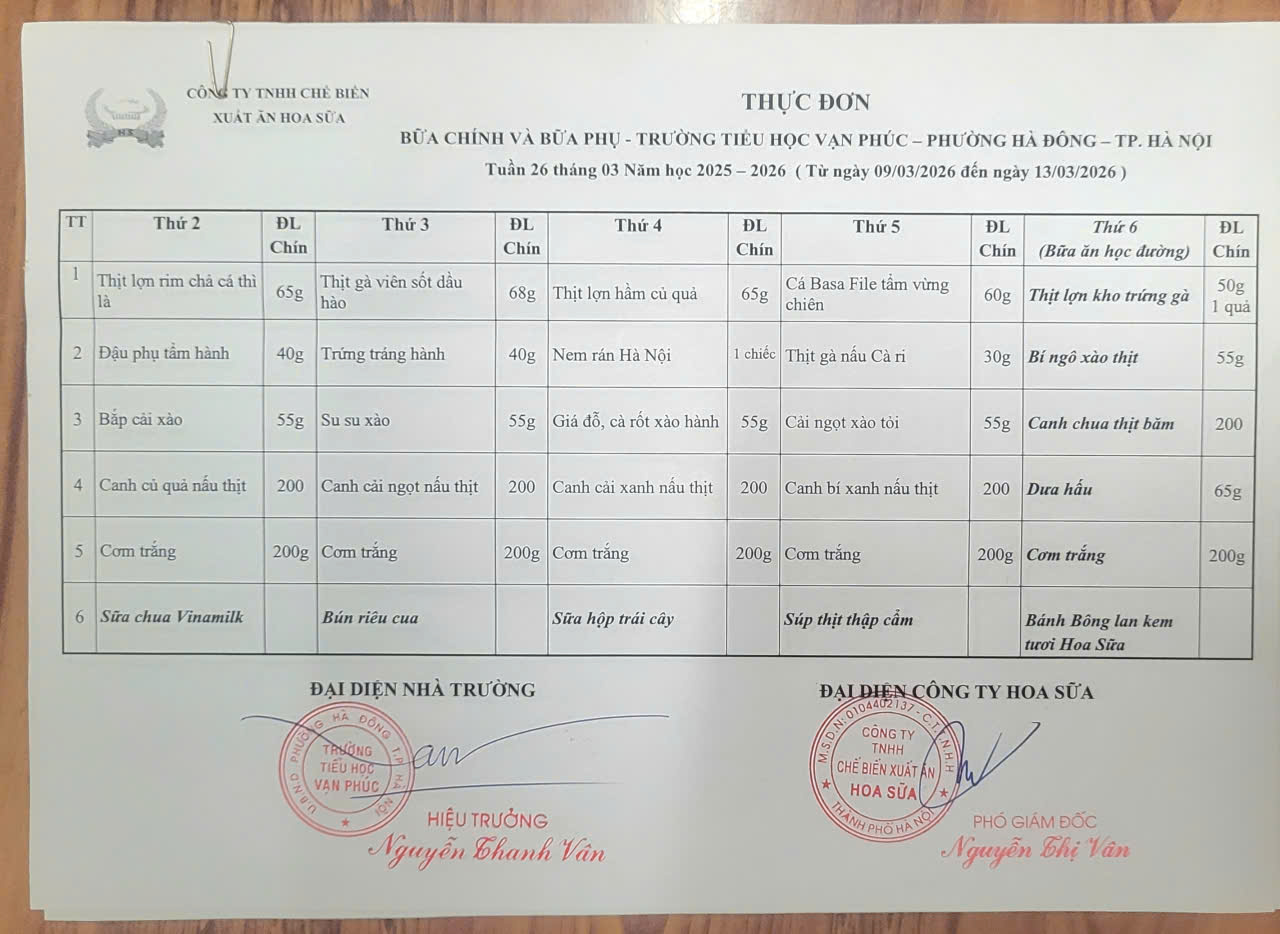 CÔNG TY TNHH CHẾ BIẾN
XUẤT ĂN HOA SỮA
HS
THỰC ĐƠN
BỮA CHÍNH VÀ BỮA PHỤ - TRƯỜNG TIỂU HỌC VẠN PHÚC – PHƯỜNG HÀ ĐÔNG – TP. HÀ NỘI
Tuần 26 tháng 03 Năm học 2025 – 2026 ( Từ ngày 09/03/2026 đến ngày 13/03/2026 )
TT Thứ 2 ĐL Chín Thứ 3 ĐL Chín Thứ 4 ĐL Chín Thứ 5 ĐL Chín Thứ 6 (Bữa ăn học đường) ĐL Chín
1 Thịt lợn rim chả cá thì là 65g Thịt gà viên sốt dầu hào 68g Thịt lợn hầm củ quả 65g Cá Basa File tẩm vừng chiên 60g Thịt lợn kho trứng gà 50g 1 quả
2 Đậu phụ tẩm hành 40g Trứng tráng hành 40g Nem rán Hà Nội 1 chiếc Thịt gà nấu Cà ri 30g Bí ngô xào thịt 55g
3 Bắp cải xào 55g Su su xào 55g Giá đỗ, cà rốt xào hành 55g Cải ngọt xào tỏi 55g Canh chua thịt băm 200
4 Canh củ quả nấu thịt 200 Canh cải ngọt nấu thịt 200 Canh cải xanh nấu thịt 200 Canh bí xanh nấu thịt 200 Dưa hấu 65g
5 Cơm trắng 200g Cơm trắng 200g Cơm trắng 200g Cơm trắng 200g Cơm trắng 200g
6 Sữa chua Vinamilk Bún riêu cua Sữa hộp trái cây Súp thịt thập cẩm Bánh Bông lan kem tươi Hoa Sữa
ĐẠI DIỆN NHÀ TRƯỜNG
U.B.N.D PHƯỜNG HÀ ĐÔNG T.P HÀ NỘI
TRƯỜNG
TIỂU HỌC
VẠN PHÚC
HIỆU TRƯỞNG
Nguyễn Thanh Vân
ĐẠI DIỆN CÔNG TY HOA SỮA
M.S.D.N: 0104402137 - C.T.T.N.H.H
CÔNG TY
TNHH
CHẾ BIẾN XUẤT ĂN
HOA SỮA
THÀNH PHỐ HÀ NỘI
PHÓ GIÁM ĐỐC
Nguyễn Thị Vân